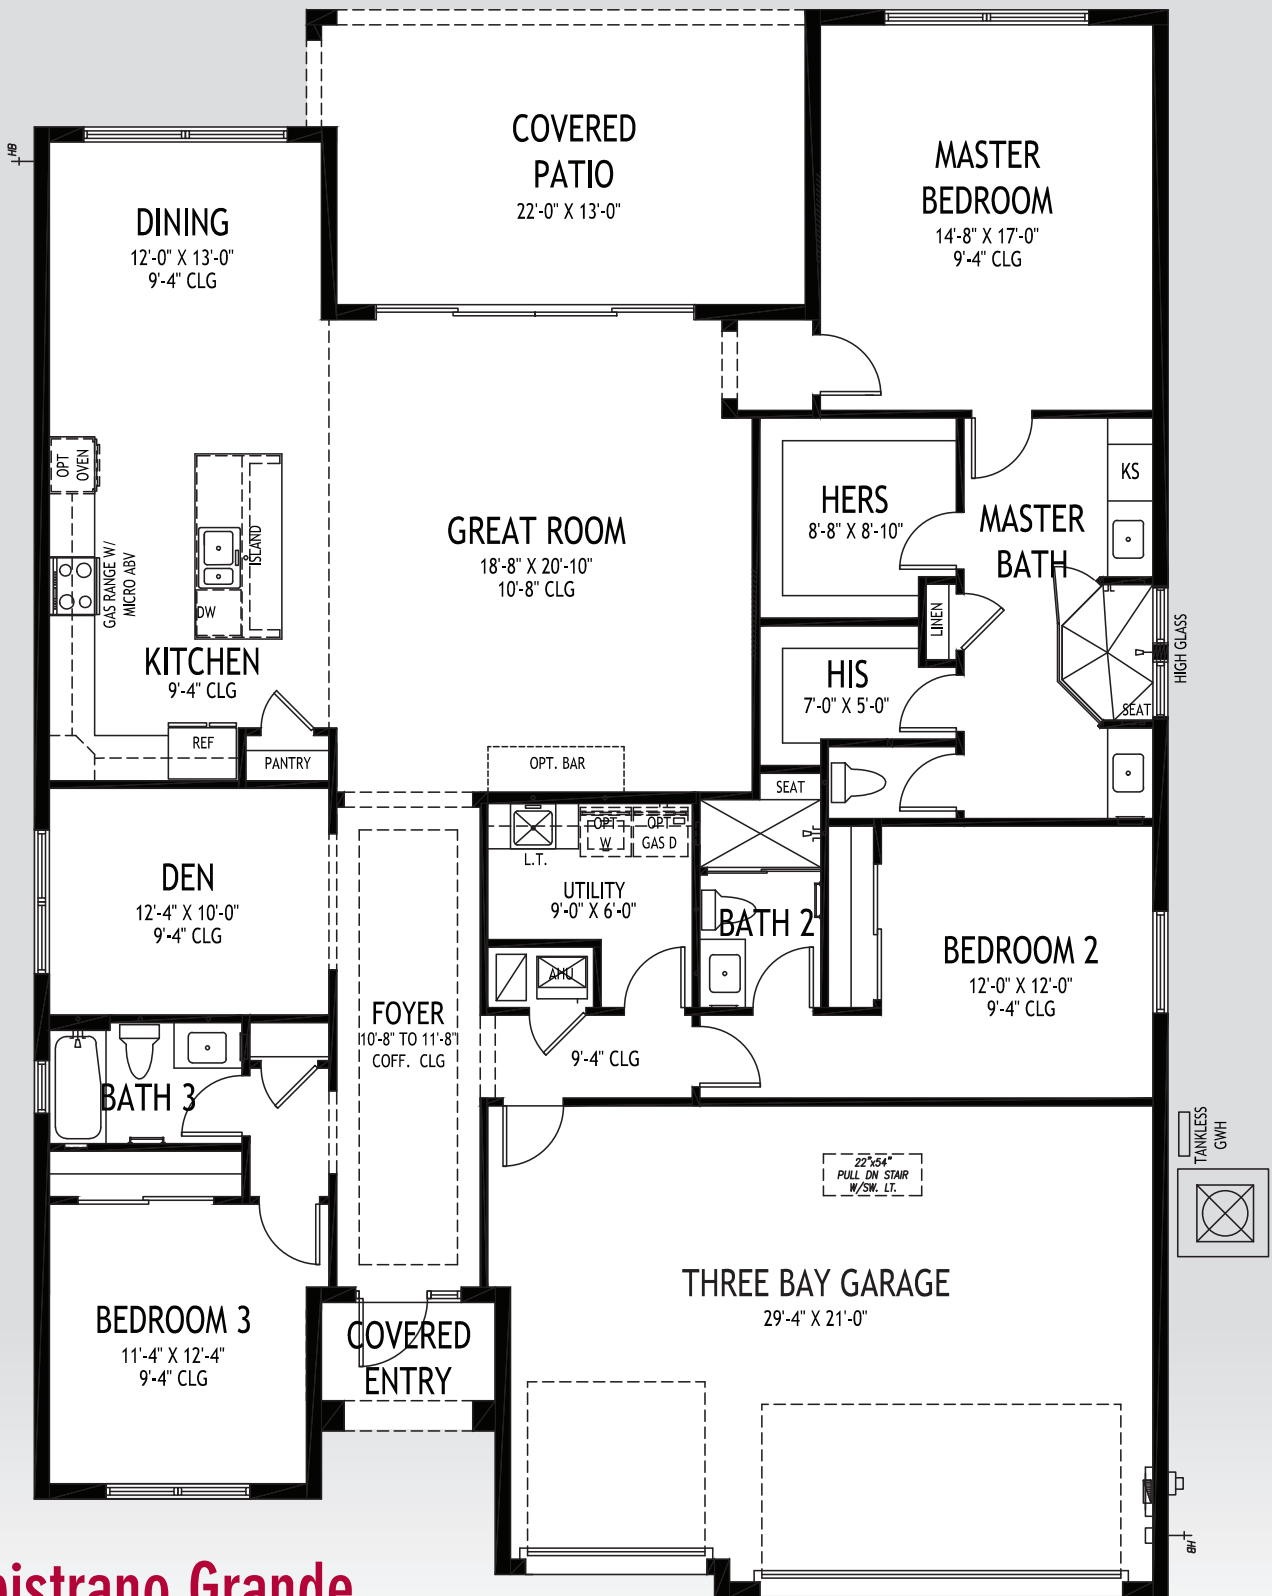 COVERED
PATIO
22'-0" X 13'-0"
MASTER
BEDROOM
14'-8" X 17'-0"
9'-4" CLG
HB
DINING
12'-0" X 13'-0"
9'-4" CLG
OPT
OVEN
GAS RANGE W/
MICRO ABV
ISLAND
DW
KITCHEN
9'-4" CLG
REF
PANTRY
GREAT ROOM
18'-8" X 20'-10"
10'-8" CLG
OPT. BAR
HERS
8'-8" X 8'-10"
MASTER
BATH
KS
LINEN
HIS
7'-0" X 5'-0"
SEAT
HIGH GLASS
SEAT
DEN
12'-4" X 10'-0"
9'-4" CLG
L.T.
OPT
W
OPT
GAS D
UTILITY
9'-0" X 6'-0"
AHU
BATH 2
BEDROOM 2
12'-0" X 12'-0"
9'-4" CLG
FOYER
10'-8" TO 11'-8"
COFF. CLG
9'-4" CLG
BATH 3
TANKLESS
GWH
22"x54"
PULL DN STAIR
W/SW. LT.
THREE BAY GARAGE
29'-4" X 21'-0"
BEDROOM 3
11'-4" X 12'-4"
9'-4" CLG
COVERED
ENTRY
HB
pistrano Grande